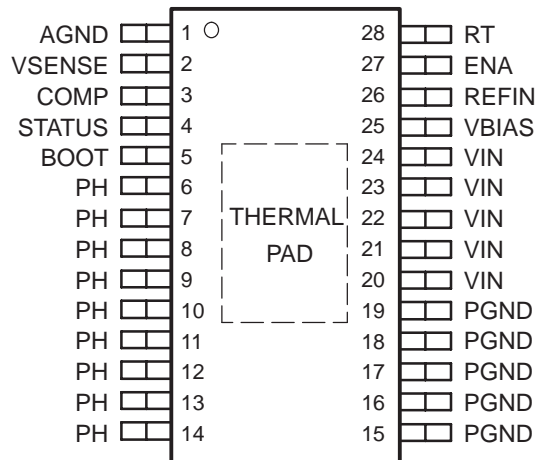 AGND 1 28 RT
VSENSE 2 27 ENA
COMP 3 26 REFIN
STATUS 4 25 VBIAS
BOOT 5 24 VIN
PH 6 23 VIN
PH 7 THERMAL 22 VIN
PH 8 PAD 21 VIN
PH 9 20 VIN
PH 10 19 PGND
PH 11 18 PGND
PH 12 17 PGND
PH 13 16 PGND
PH 14 15 PGND